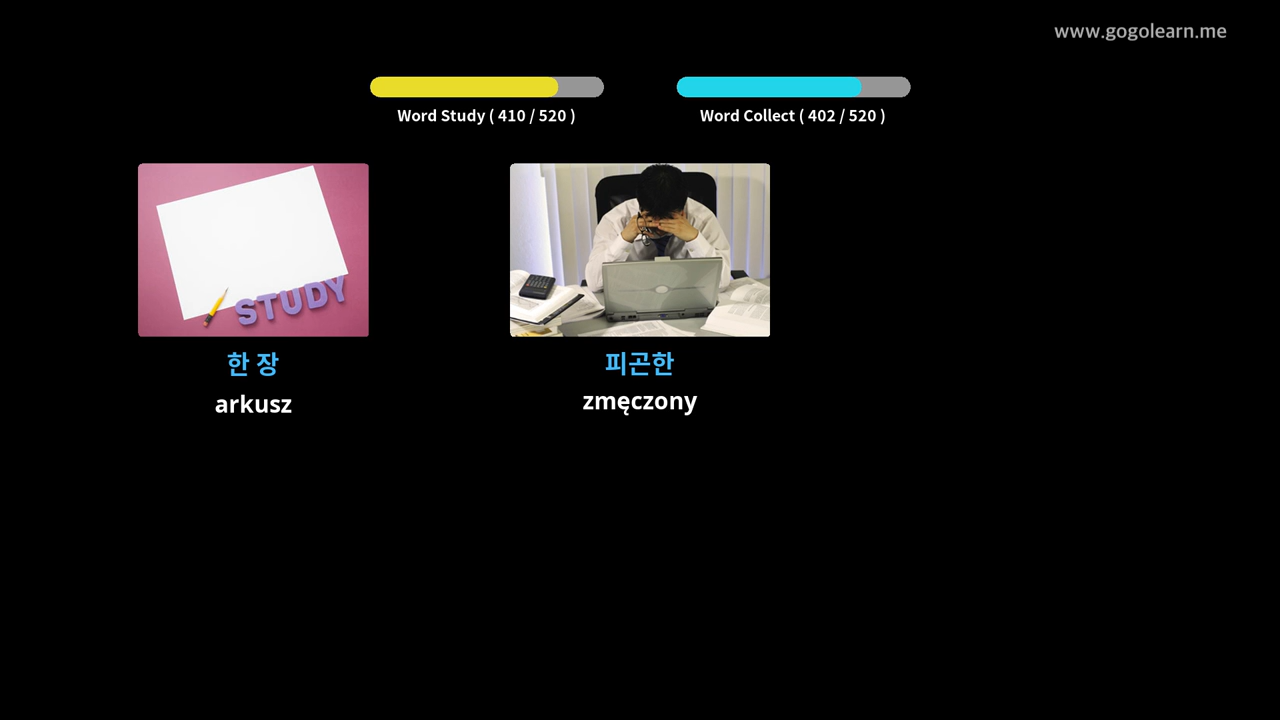 www.gogolearn.me
Word Study ( 410 / 520 )
Word Collect ( 402 / 520 )
STUDY
한 장
arkusz
피곤한
zmęczony